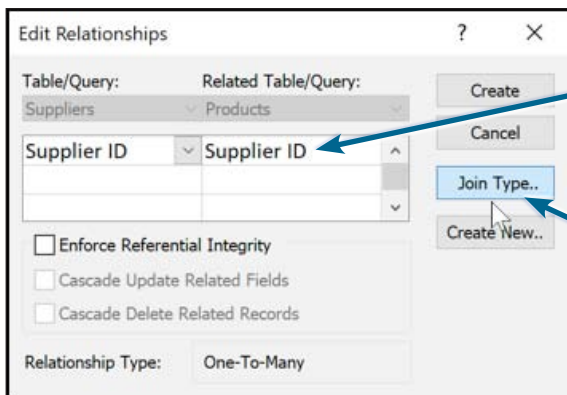 Edit Relationships ? ×
Table/Query: Related Table/Query: Create
Suppliers Products
Supplier ID Supplier ID Cancel
Join Type..
Enforce Referential Integrity Create New..
Cascade Update Related Fields
Cascade Delete Related Records
Relationship Type: One-To-Many